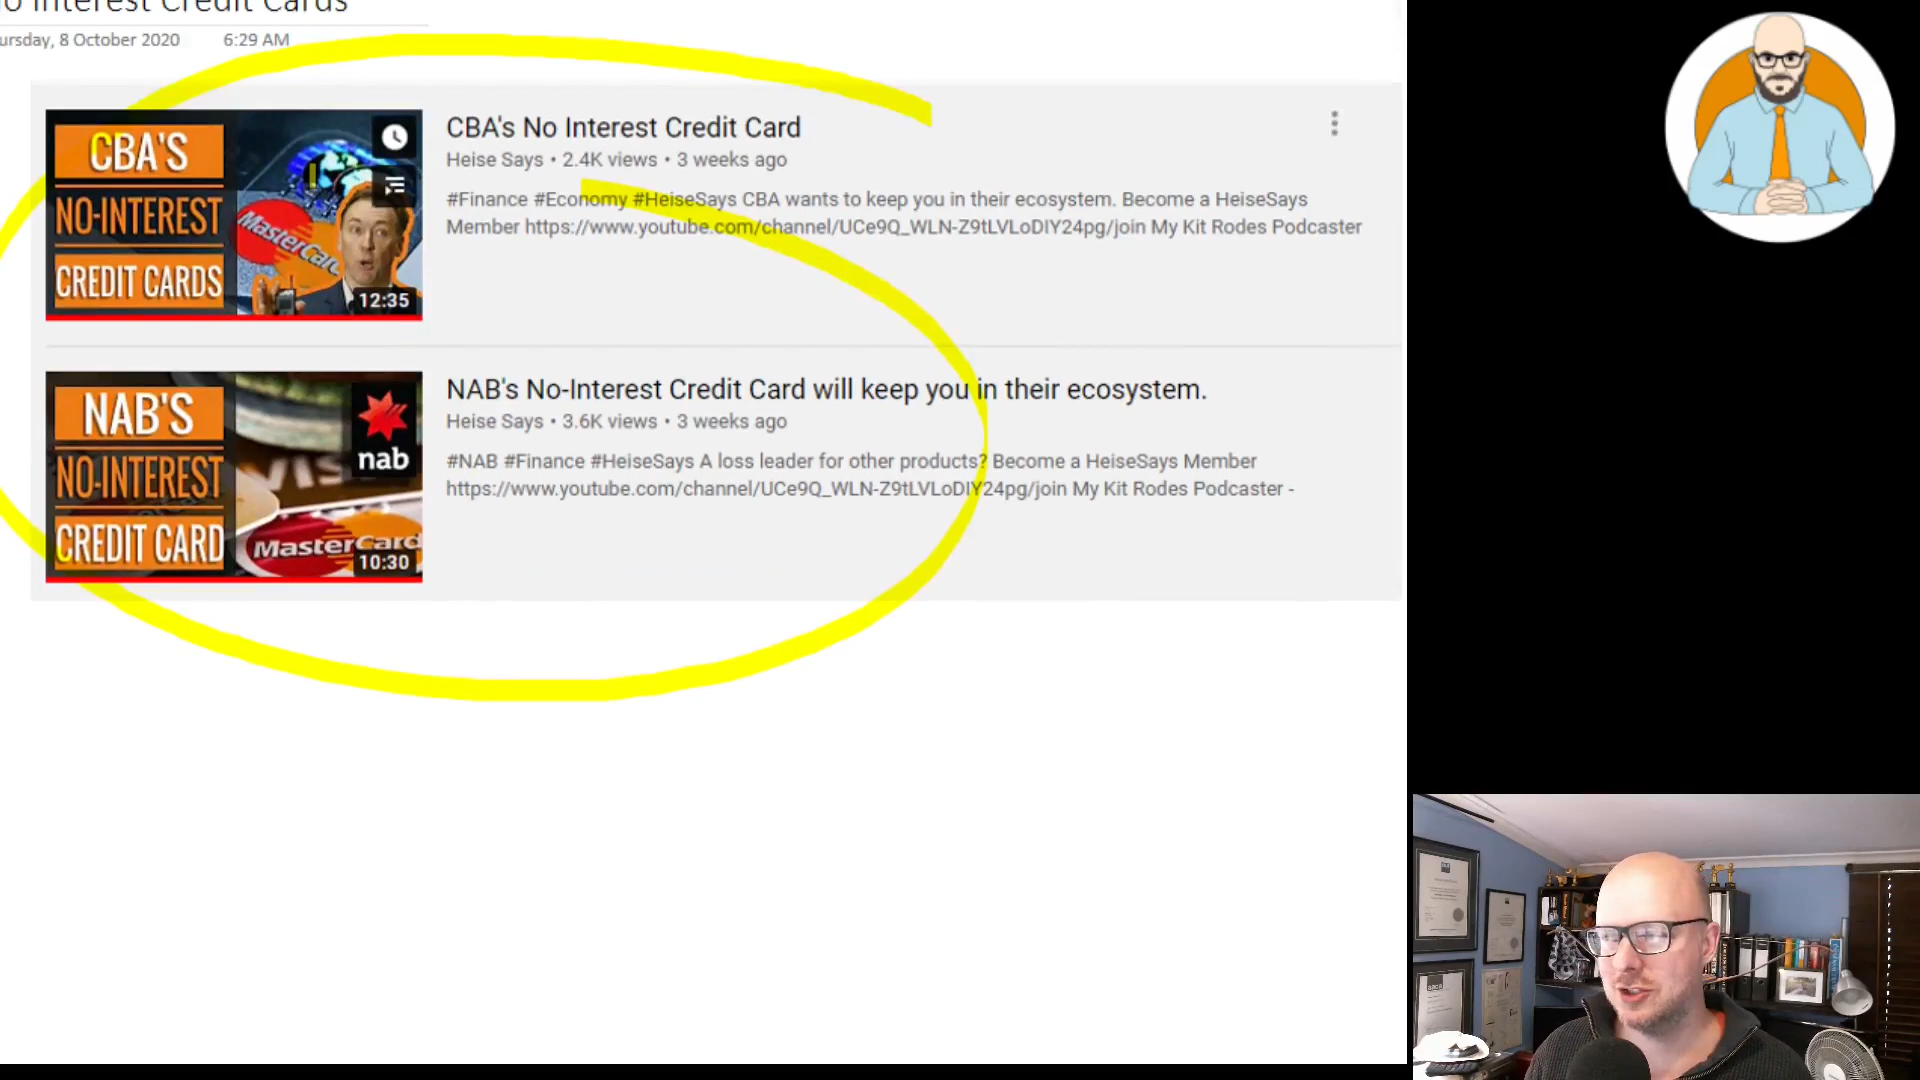 o Interest Credit Cards
ursday, 8 October 2020 6:29 AM
CBA'S
NO-INTEREST
CREDIT CARDS
MasterCard
12:35
CBA's No Interest Credit Card
Heise Says • 2.4K views • 3 weeks ago
#Finance #Economy #HeiseSays CBA wants to keep you in their ecosystem. Become a HeiseSays
Member https://www.youtube.com/channel/UCe9Q_WLN-Z9tLVLoDIY24pg/join My Kit Rodes Podcaster
NAB'S
NO-INTEREST
CREDIT CARD
nab
VIS
MasterCard
10:30
NAB's No-Interest Credit Card will keep you in their ecosystem.
Heise Says • 3.6K views • 3 weeks ago
#NAB #Finance #HeiseSays A loss leader for other products? Become a HeiseSays Member
https://www.youtube.com/channel/UCe9Q_WLN-Z9tLVLoDIY24pg/join My Kit Rodes Podcaster -